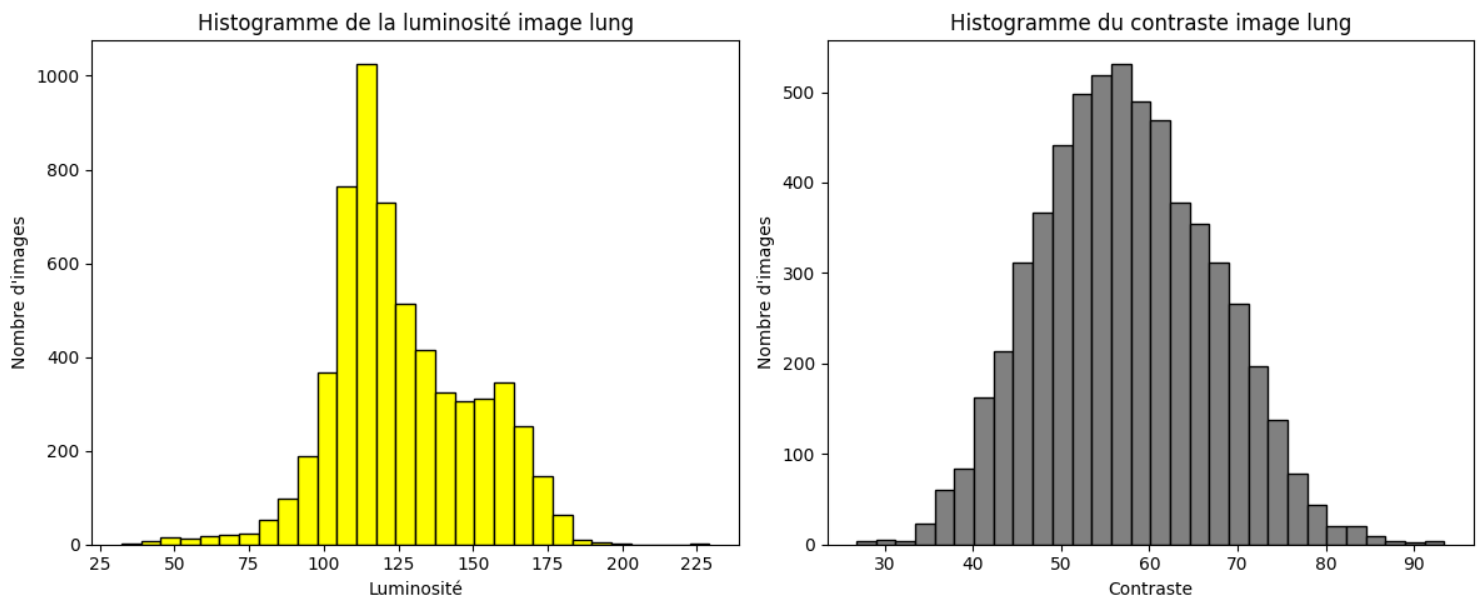 Histogramme de la luminosité image lung
1000
800
600
400
200
0
Nombre d'images
25 50 75 100 125 150 175 200 225
Luminosité
Histogramme du contraste image lung
500
400
300
200
100
0
Nombre d'images
30 40 50 60 70 80 90
Contraste